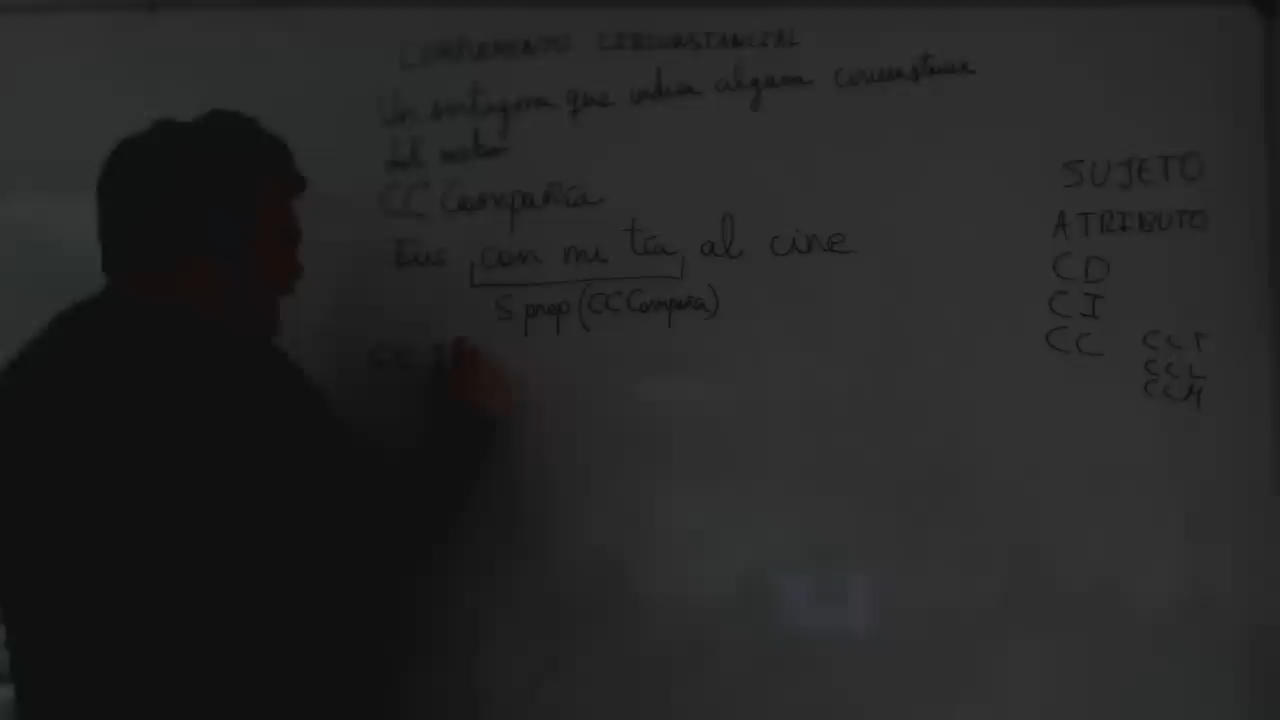 COMPLEMENTO CIRCUNSTANCIAL
Un sintagma que indica alguna circunstancia
del verbo
CC Compañía
Fui con mi tía al cine
S prep (CC Compañía)
CC I
SUJETO
ATRIBUTO
CD
CI
CC CCT
CCL
CCM